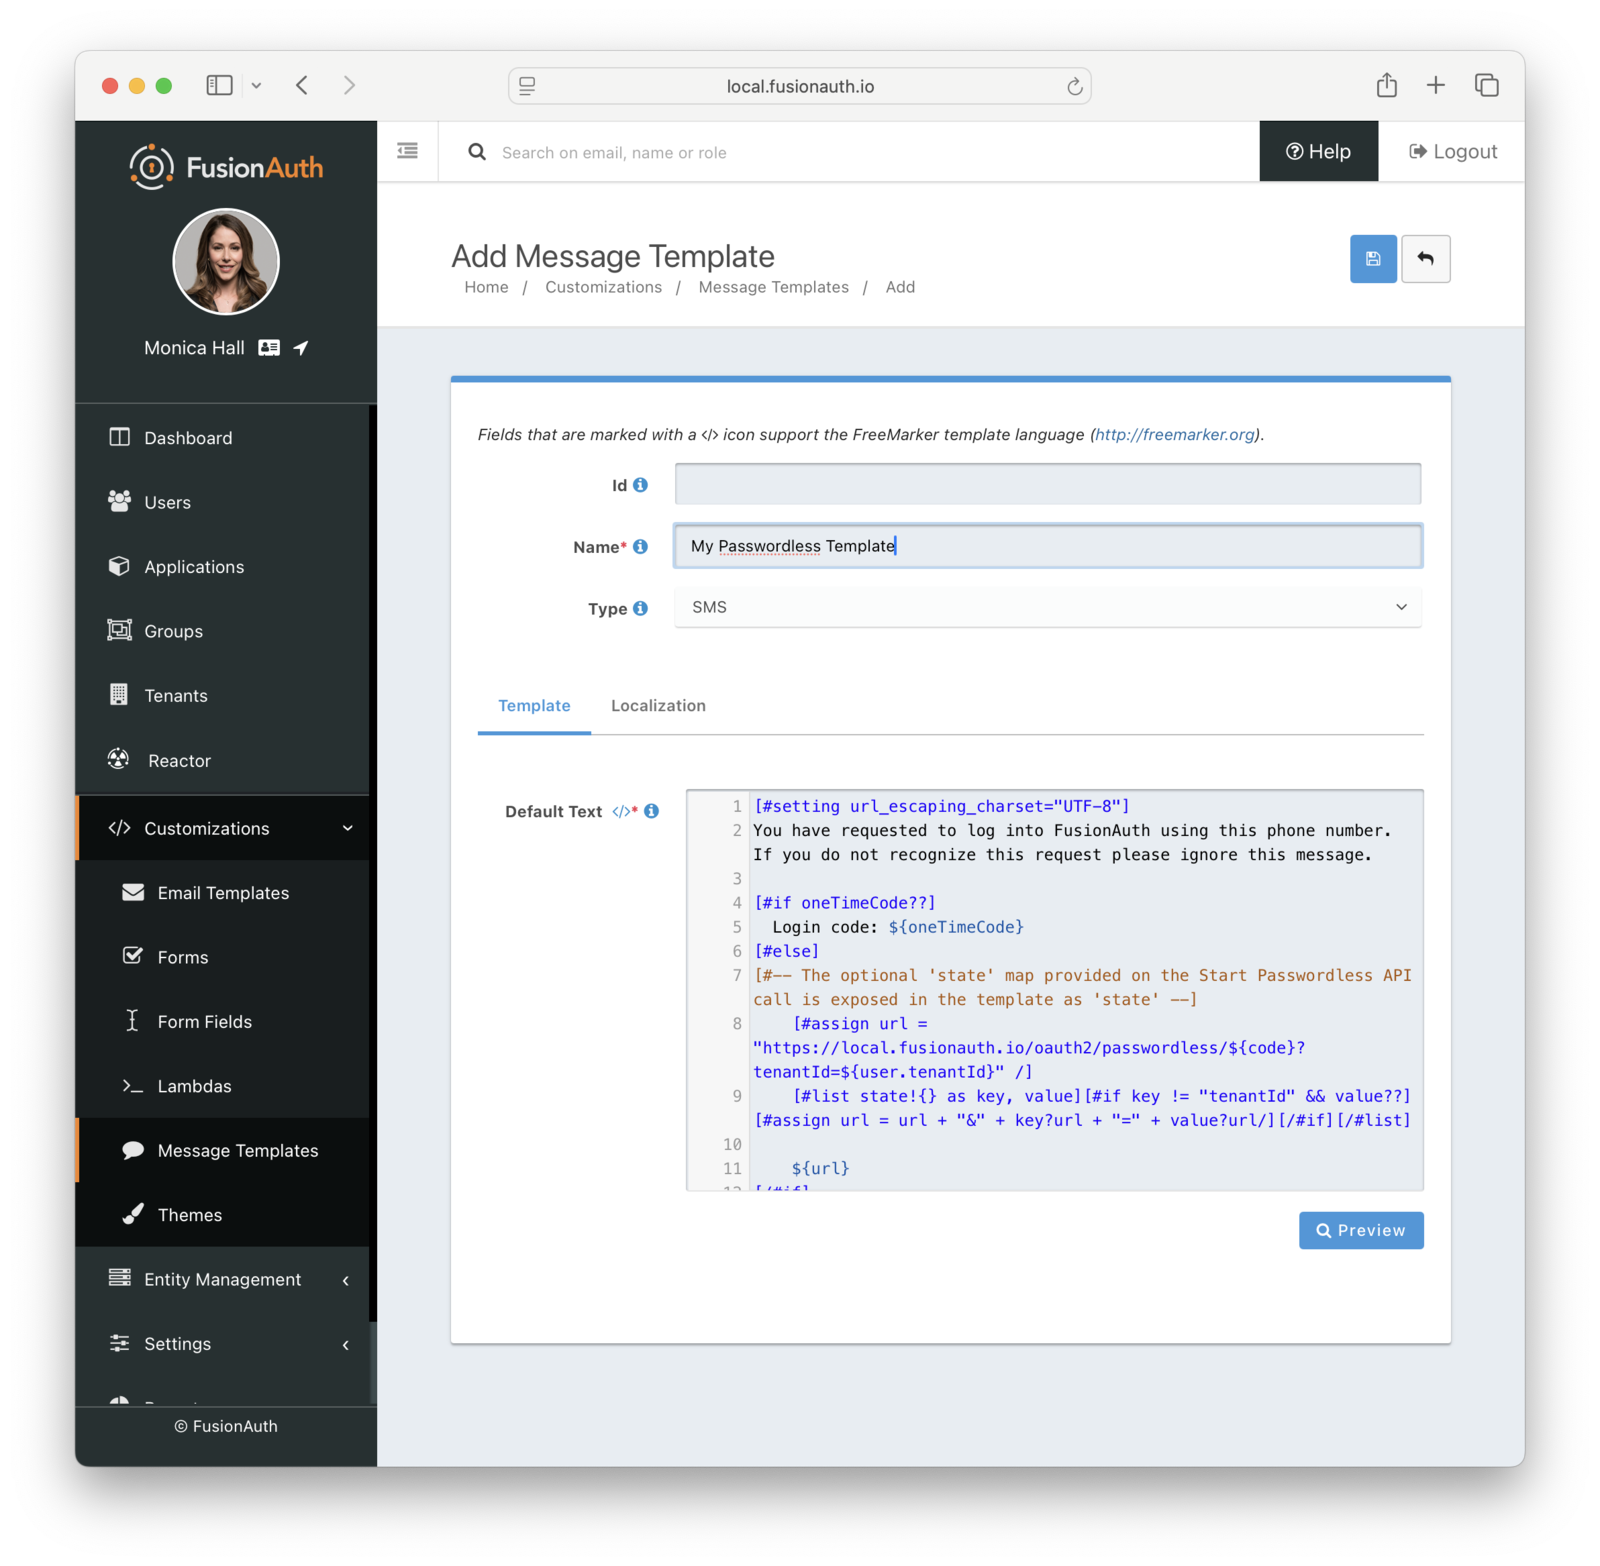 local.fusionauth.io
FusionAuth
Search on email, name or role
Help
Logout
Monica Hall
Add Message Template
Home / Customizations / Message Templates / Add
Dashboard
Users
Applications
Groups
Tenants
Reactor
Customizations
Email Templates
Forms
Form Fields
Lambdas
Message Templates
Themes
Entity Management
Settings
© FusionAuth
Fields that are marked with a </> icon support the FreeMarker template language (http://freemarker.org).
Id
Name*
My Passwordless Template
Type
SMS
Template
Localization
Default Text </>*
1 [#setting url_escaping_charset="UTF-8"]
2 You have requested to log into FusionAuth using this phone number.
If you do not recognize this request please ignore this message.
3
4 [#if oneTimeCode??]
5 Login code: ${oneTimeCode}
6 [#else]
7 [#-- The optional 'state' map provided on the Start Passwordless API
call is exposed in the template as 'state' --]
8 [#assign url =
"https://local.fusionauth.io/oauth2/passwordless/${code}?
tenantId=${user.tenantId}" /]
9 [#list state!{} as key, value][#if key != "tenantId" && value??]
[#assign url = url + "&" + key?url + "=" + value?url/][/#if][/#list]
10
11 ${url}
12 [/#if]
Preview